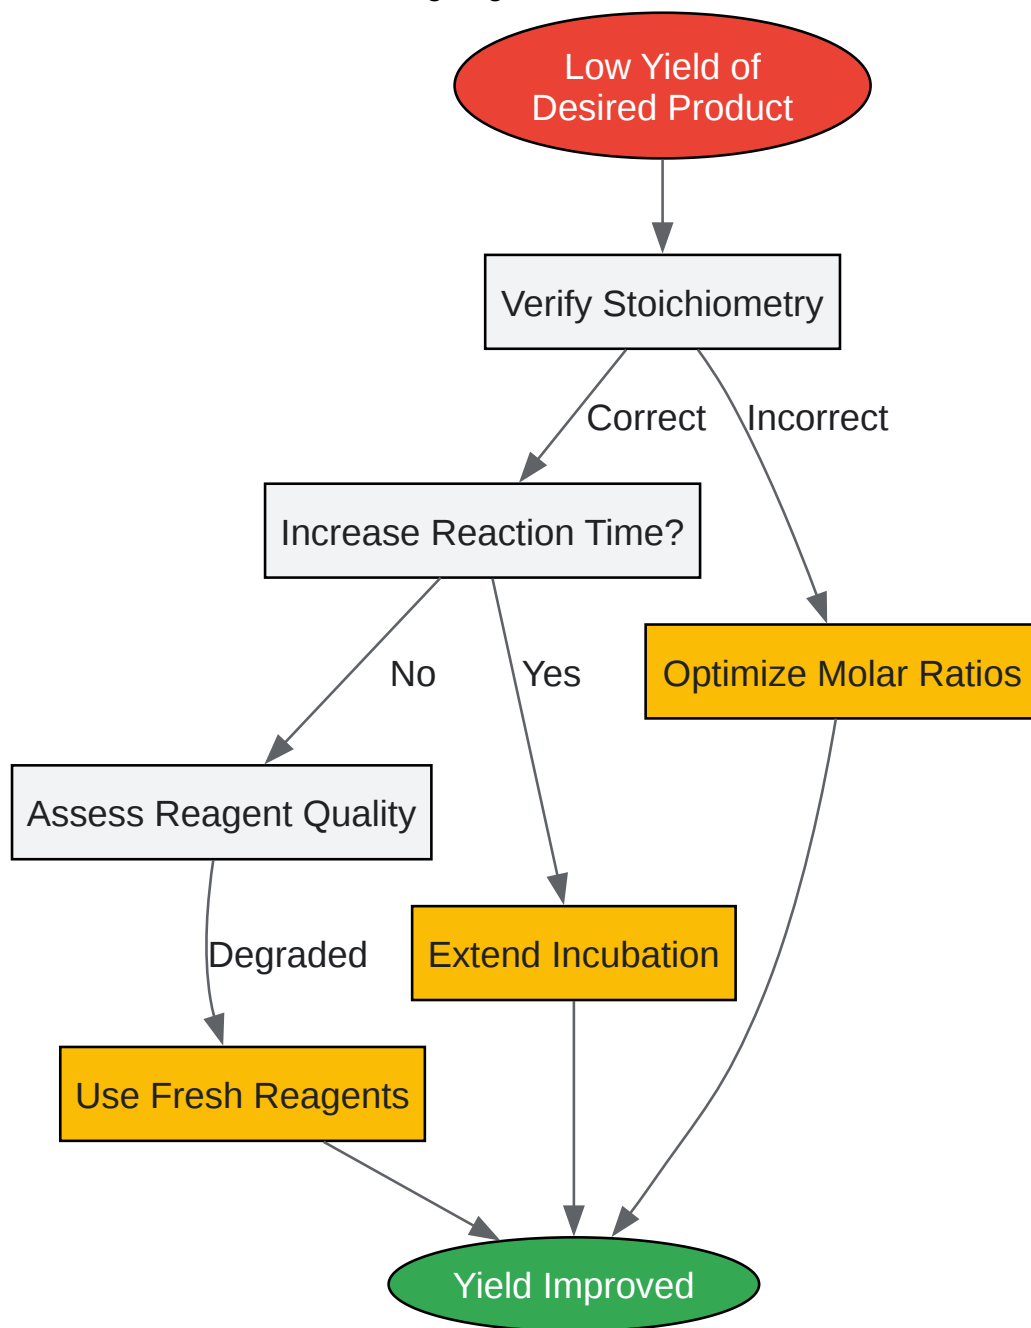 Low Yield of
Desired Product
Verify Stoichiometry
Correct
Incorrect
Increase Reaction Time?
No
Yes
Optimize Molar Ratios
Assess Reagent Quality
Degraded
Extend Incubation
Use Fresh Reagents
Yield Improved